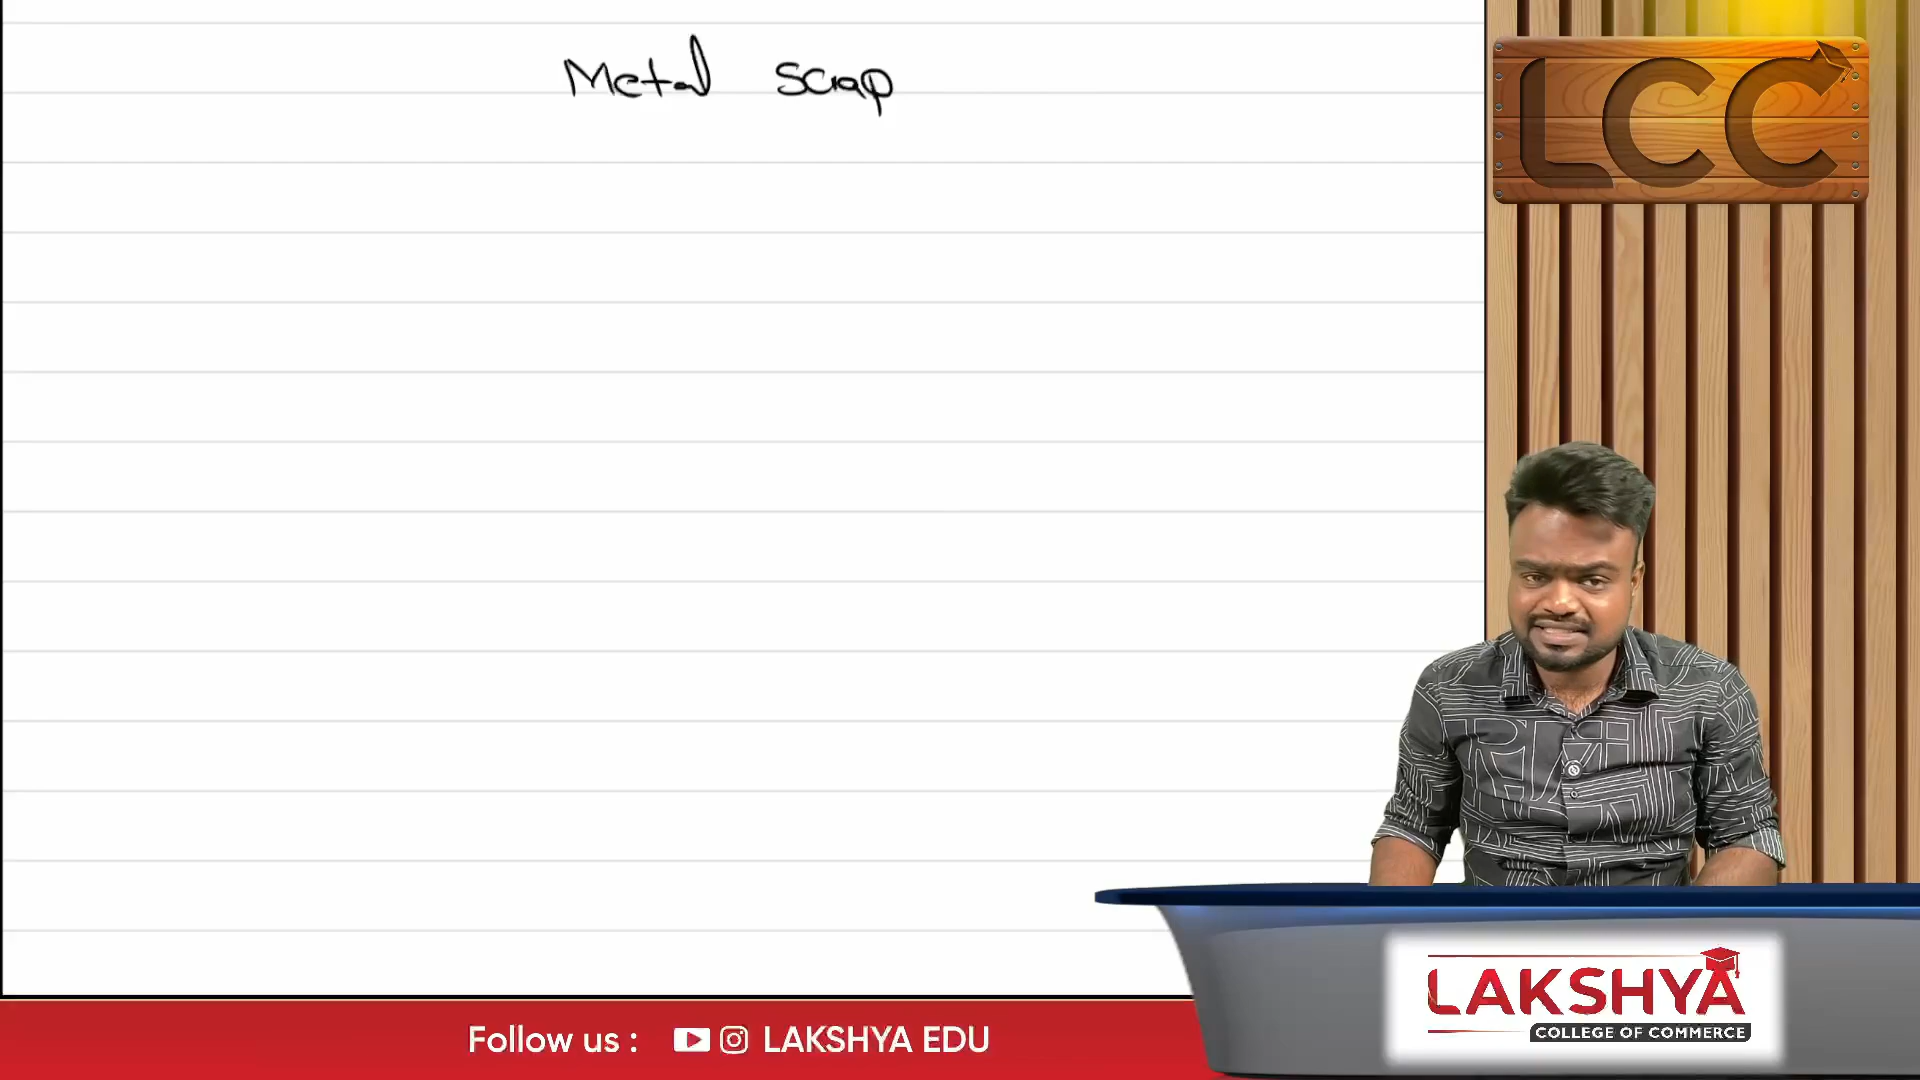 Metal Scrap
LCC
LAKSHYA
COLLEGE OF COMMERCE
Follow us : LAKSHYA EDU